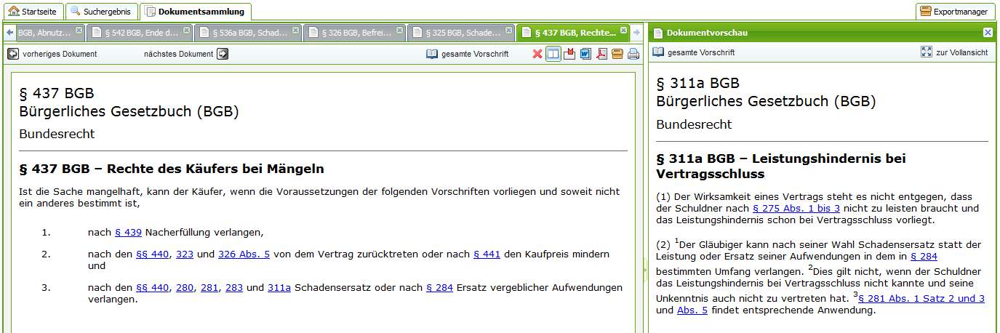 Startseite
Suchergebnis
Dokumentsammlung
Exportmanager
BGB, Abnutz...
§ 542 BGB, Ende d...
§ 536a BGB, Schad...
§ 326 BGB, Befrei...
§ 325 BGB, Schade...
§ 437 BGB, Rechte...
vorheriges Dokument
nächstes Dokument
gesamte Vorschrift
§ 437 BGB
Bürgerliches Gesetzbuch (BGB)
Bundesrecht
§ 437 BGB – Rechte des Käufers bei Mängeln
Ist die Sache mangelhaft, kann der Käufer, wenn die Voraussetzungen der folgenden Vorschriften vorliegen und soweit nicht
ein anderes bestimmt ist,
1. nach § 439 Nacherfüllung verlangen,
2. nach den §§ 440, 323 und 326 Abs. 5 von dem Vertrag zurücktreten oder nach § 441 den Kaufpreis mindern
und
3. nach den §§ 440, 280, 281, 283 und 311a Schadensersatz oder nach § 284 Ersatz vergeblicher Aufwendungen
verlangen.
Dokumentvorschau
gesamte Vorschrift
zur Vollansicht
§ 311a BGB
Bürgerliches Gesetzbuch (BGB)
Bundesrecht
§ 311a BGB – Leistungshindernis bei
Vertragsschluss
(1) Der Wirksamkeit eines Vertrags steht es nicht entgegen, dass
der Schuldner nach § 275 Abs. 1 bis 3 nicht zu leisten braucht und
das Leistungshindernis schon bei Vertragsschluss vorliegt.
(2) ¹Der Gläubiger kann nach seiner Wahl Schadensersatz statt der
Leistung oder Ersatz seiner Aufwendungen in dem in § 284
bestimmten Umfang verlangen. ²Dies gilt nicht, wenn der Schuldner
das Leistungshindernis bei Vertragsschluss nicht kannte und seine
Unkenntnis auch nicht zu vertreten hat. ³§ 281 Abs. 1 Satz 2 und 3
und Abs. 5 findet entsprechende Anwendung.